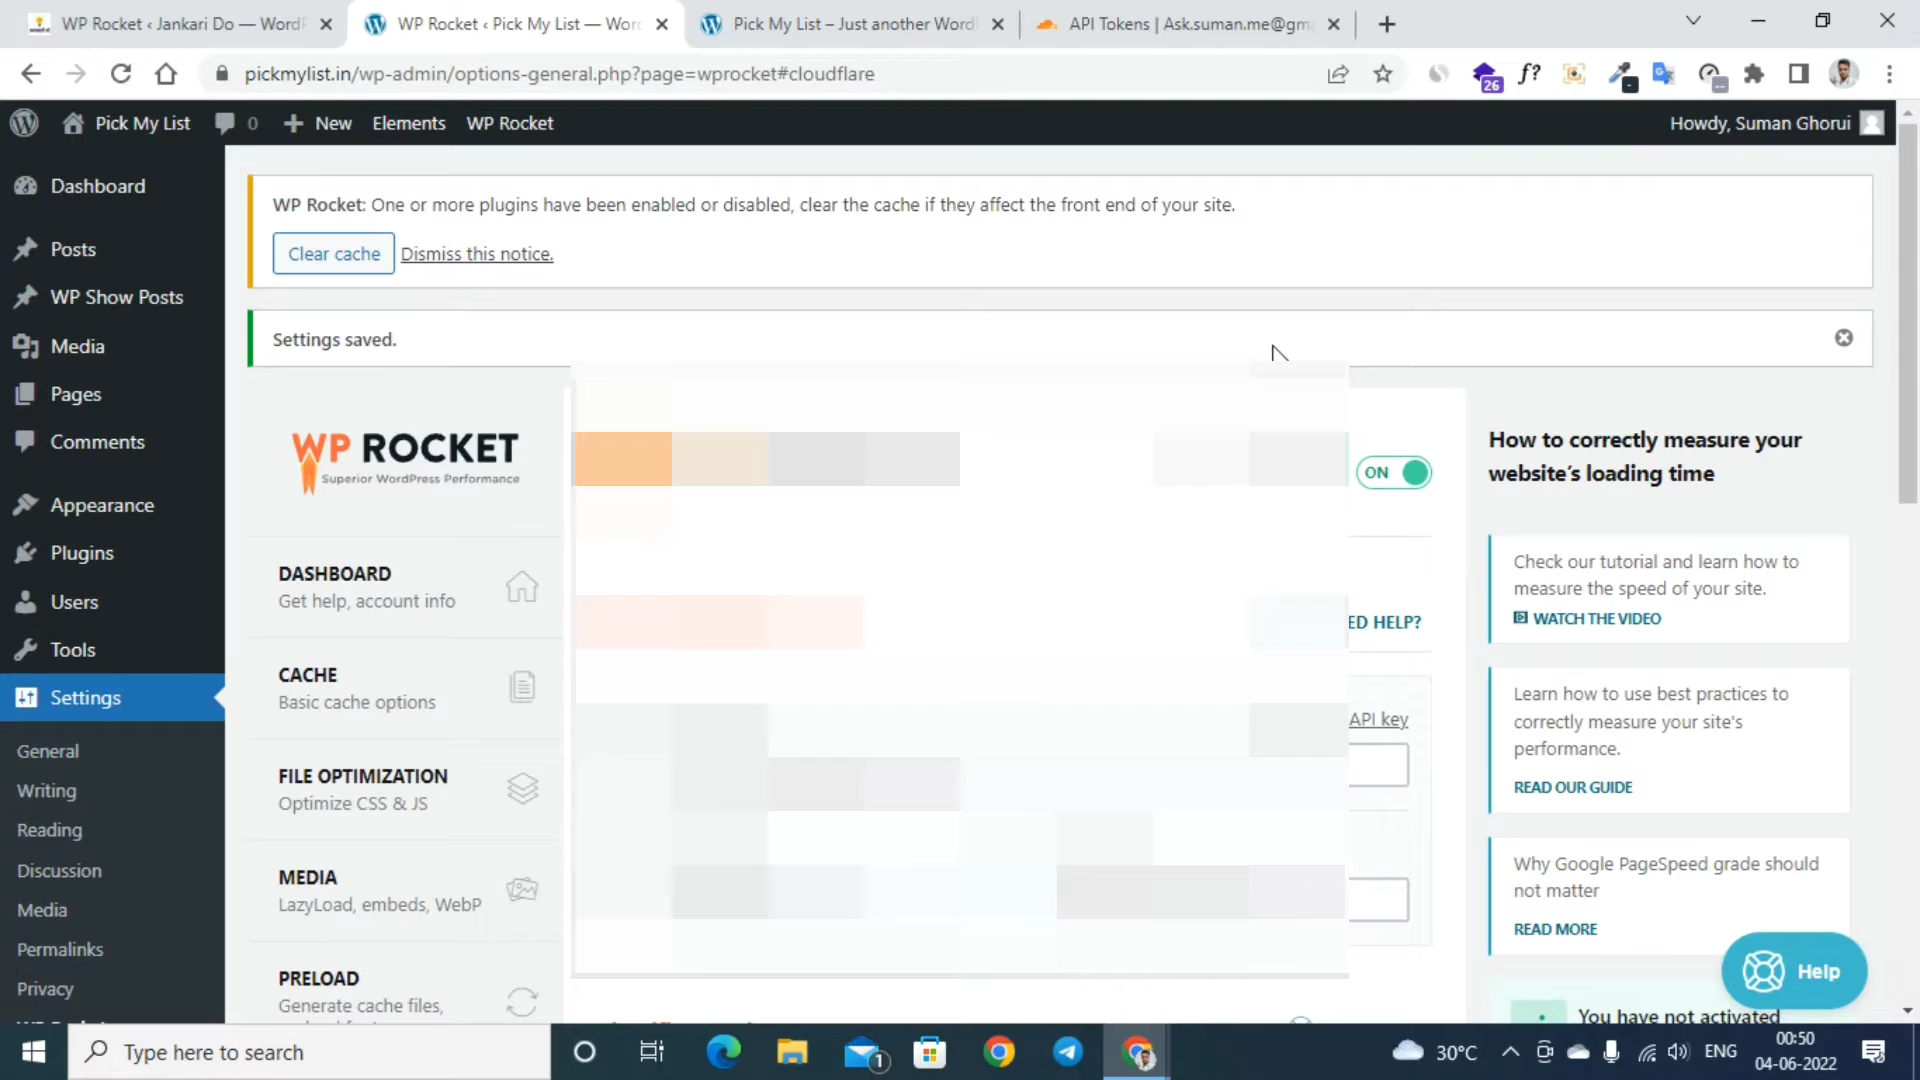 WP Rocket ‹ Jankari Do — WordP
WP Rocket ‹ Pick My List — Word
Pick My List – Just another Word
API Tokens | Ask.suman.me@gma
pickmylist.in/wp-admin/options-general.php?page=wprocket#cloudflare
26
f?
Pick My List
0
New
Elements
WP Rocket
Howdy, Suman Ghorui
Dashboard
Posts
WP Show Posts
Media
Pages
Comments
Appearance
Plugins
Users
Tools
Settings
General
Writing
Reading
Discussion
Media
Permalinks
Privacy
WP Rocket: One or more plugins have been enabled or disabled, clear the cache if they affect the front end of your site.
Clear cache
Dismiss this notice.
Settings saved.
WP ROCKET
Superior WordPress Performance
DASHBOARD
Get help, account info
CACHE
Basic cache options
FILE OPTIMIZATION
Optimize CSS & JS
MEDIA
LazyLoad, embeds, WebP
PRELOAD
Generate cache files,
ON
ED HELP?
API key
How to correctly measure your
website's loading time
Check our tutorial and learn how to
measure the speed of your site.
WATCH THE VIDEO
Learn how to use best practices to
correctly measure your site's
performance.
READ OUR GUIDE
Why Google PageSpeed grade should
not matter
READ MORE
Help
You have not activated
Type here to search
1
30°C
ENG
00:50
04-06-2022